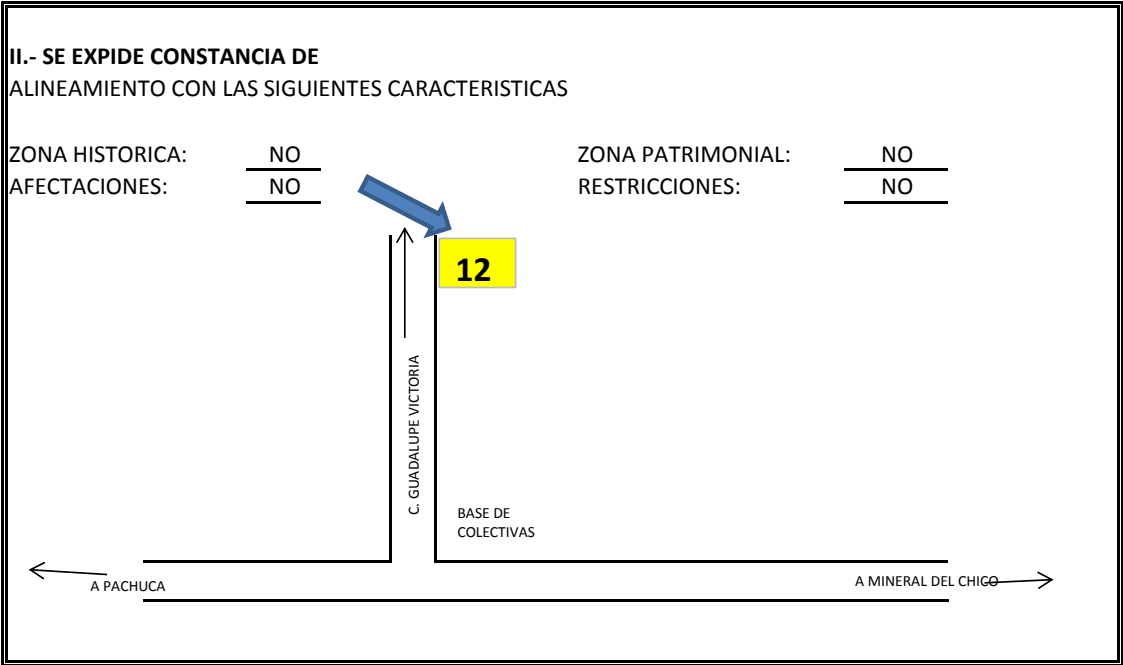 II.- SE EXPIDE CONSTANCIA DE
ALINEAMIENTO CON LAS SIGUIENTES CARACTERISTICAS
ZONA HISTORICA: NO ZONA PATRIMONIAL: NO
AFECTACIONES: NO RESTRICCIONES: NO
12
C. GUADALUPE VICTORIA
BASE DE
COLECTIVAS
A PACHUCA
A MINERAL DEL CHICO